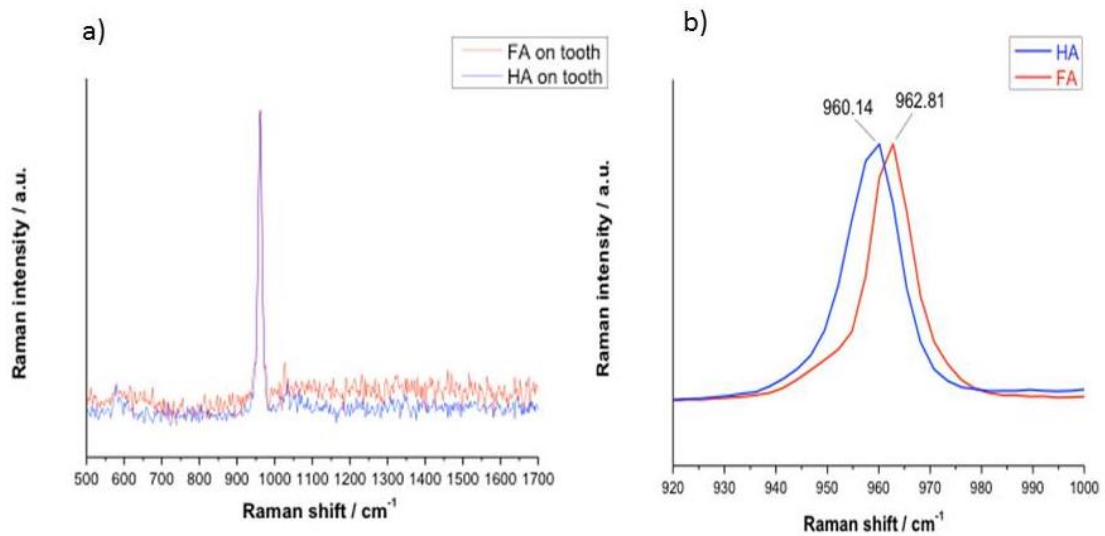 a)
FA on tooth
HA on tooth
Raman intensity / a.u.
500 600 700 800 900 1000 1100 1200 1300 1400 1500 1600 1700
Raman shift / cm⁻¹
b)
HA
FA
960.14 962.81
Raman intensity / a.u.
920 930 940 950 960 970 980 990 1000
Raman shift / cm⁻¹